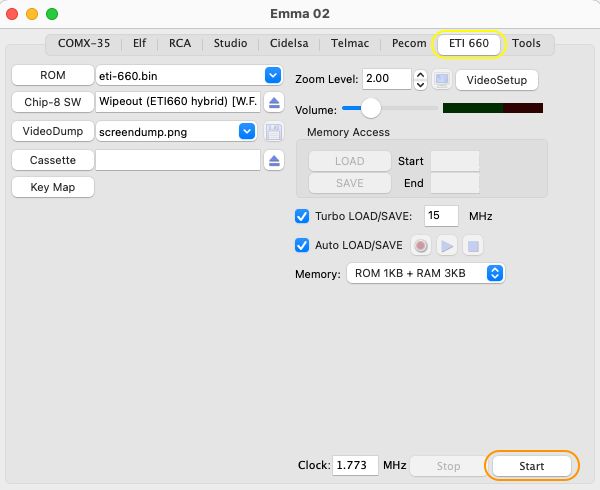 Emma 02
COMX-35 Elf RCA Studio Cidelsa Telmac Pecom ETI 660 Tools
ROM eti-660.bin
Zoom Level: 2.00 VideoSetup
Chip-8 SW Wipeout (ETI660 hybrid) [W.F.
Volume:
VideoDump screendump.png
Memory Access
Cassette
LOAD Start
Key Map
SAVE End
Turbo LOAD/SAVE: 15 MHz
Auto LOAD/SAVE
Memory: ROM 1KB + RAM 3KB
Clock: 1.773 MHz Stop Start